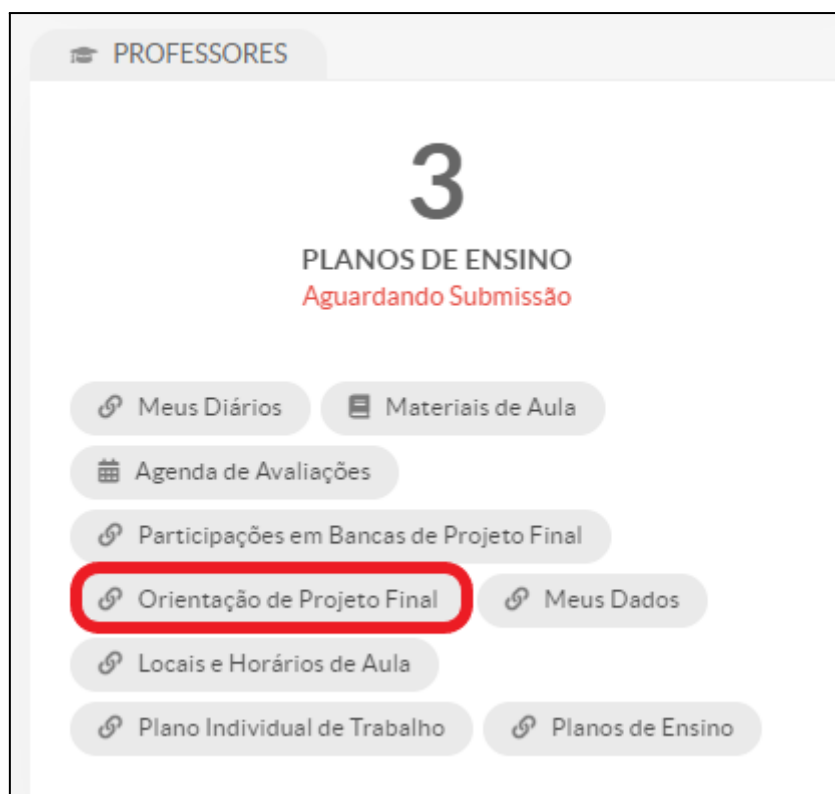 PROFESSORES
3
PLANOS DE ENSINO
Aguardando Submissão
Meus Diários Materiais de Aula
Agenda de Avaliações
Participações em Bancas de Projeto Final
Orientação de Projeto Final Meus Dados
Locais e Horários de Aula
Plano Individual de Trabalho Planos de Ensino